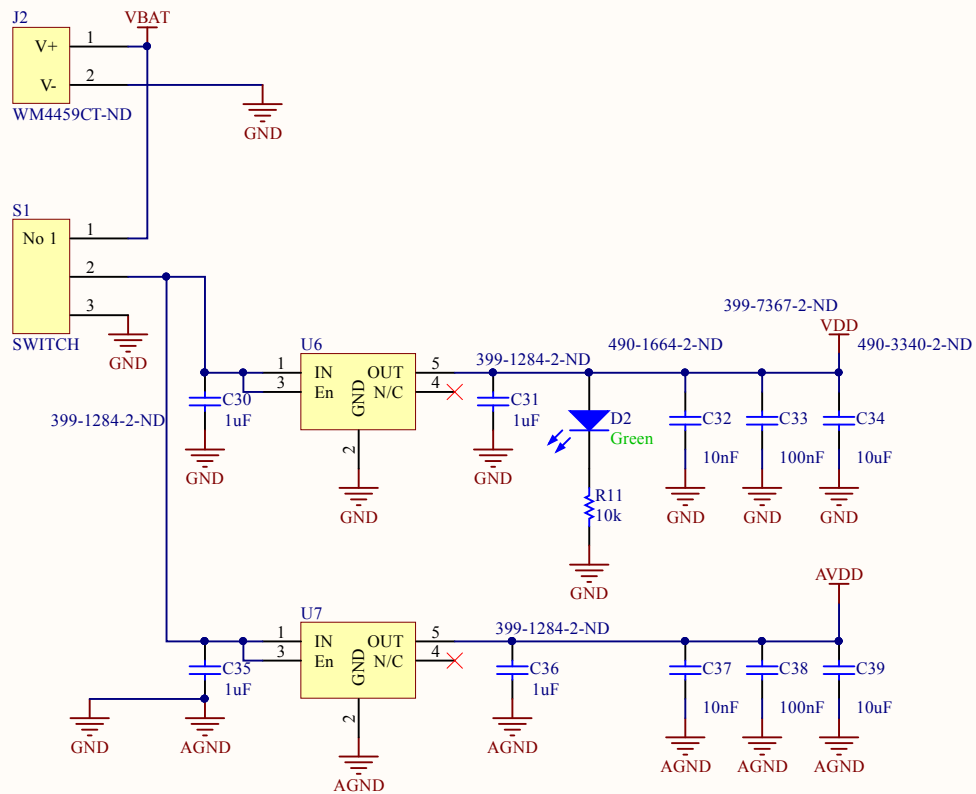 J2
VBAT
V+
1
V-
2
WM4459CT-ND
GND
S1
No 1
1
2
3
SWITCH
GND
399-7367-2-ND
VDD
U6
399-1284-2-ND
490-1664-2-ND
490-3340-2-ND
1
IN
OUT
5
3
En
N/C
4
GND
2
C30
1uF
399-1284-2-ND
GND
GND
C31
1uF
GND
D2
Green
R11
10k
GND
C32
10nF
GND
C33
100nF
GND
C34
10uF
GND
AVDD
U7
399-1284-2-ND
1
IN
OUT
5
3
En
N/C
4
GND
2
C35
1uF
GND
AGND
AGND
C36
1uF
AGND
C37
10nF
AGND
C38
100nF
AGND
C39
10uF
AGND